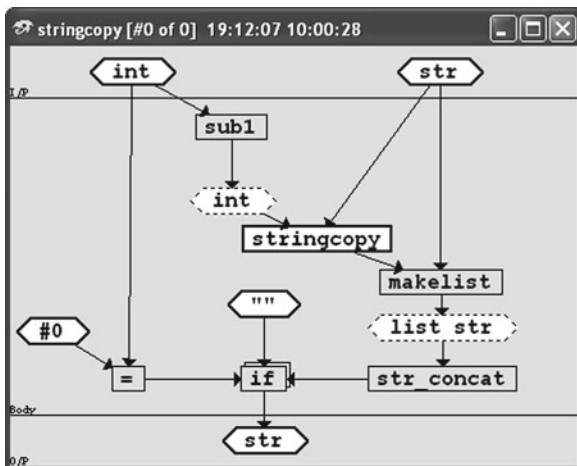 stringcopy [#0 of 0] 19:12:07 10:00:28
int
str
I/P
sub1
int
stringcopy
makelist
""
#0
list str
=
if
str_concat
Body
str
O/P